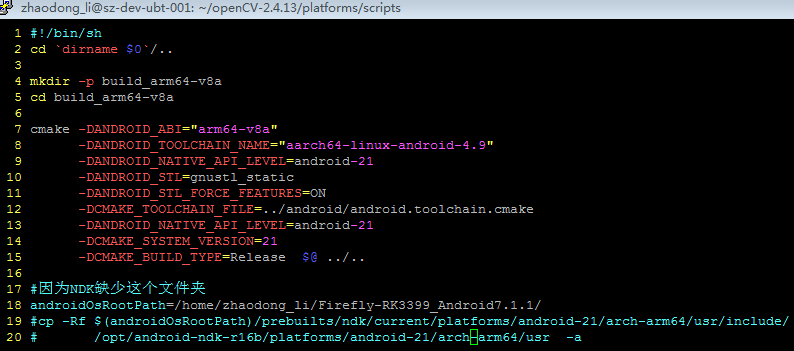 zhaodong_li@sz-dev-ubt-001: ~/openCV-2.4.13/platforms/scripts
1 #!/bin/sh
2 cd `dirname $0`/..
3
4 mkdir -p build_arm64-v8a
5 cd build_arm64-v8a
6
7 cmake -DANDROID_ABI="arm64-v8a"
8       -DANDROID_TOOLCHAIN_NAME="aarch64-linux-android-4.9"
9       -DANDROID_NATIVE_API_LEVEL=android-21
10       -DANDROID_STL=gnustl_static
11       -DANDROID_STL_FORCE_FEATURES=ON
12       -DCMAKE_TOOLCHAIN_FILE=../android/android.toolchain.cmake
13       -DANDROID_NATIVE_API_LEVEL=android-21
14       -DCMAKE_SYSTEM_VERSION=21
15       -DCMAKE_BUILD_TYPE=Release  $@ ../..
16
17 #因为NDK缺少这个文件夹
18 androidOsRootPath=/home/zhaodong_li/Firefly-RK3399_Android7.1.1/
19 #cp -Rf $(androidOsRootPath)/prebuilts/ndk/current/platforms/android-21/arch-arm64/usr/include/
20 #       /opt/android-ndk-r16b/platforms/android-21/arch-arm64/usr  -a